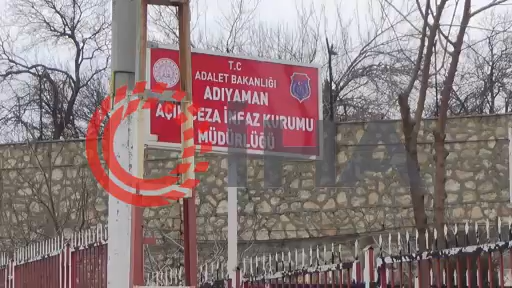 T.C
ADALET BAKANLIĞI
ADIYAMAN
AÇIK CEZA İNFAZ KURUMU
MÜDÜRLÜĞÜ